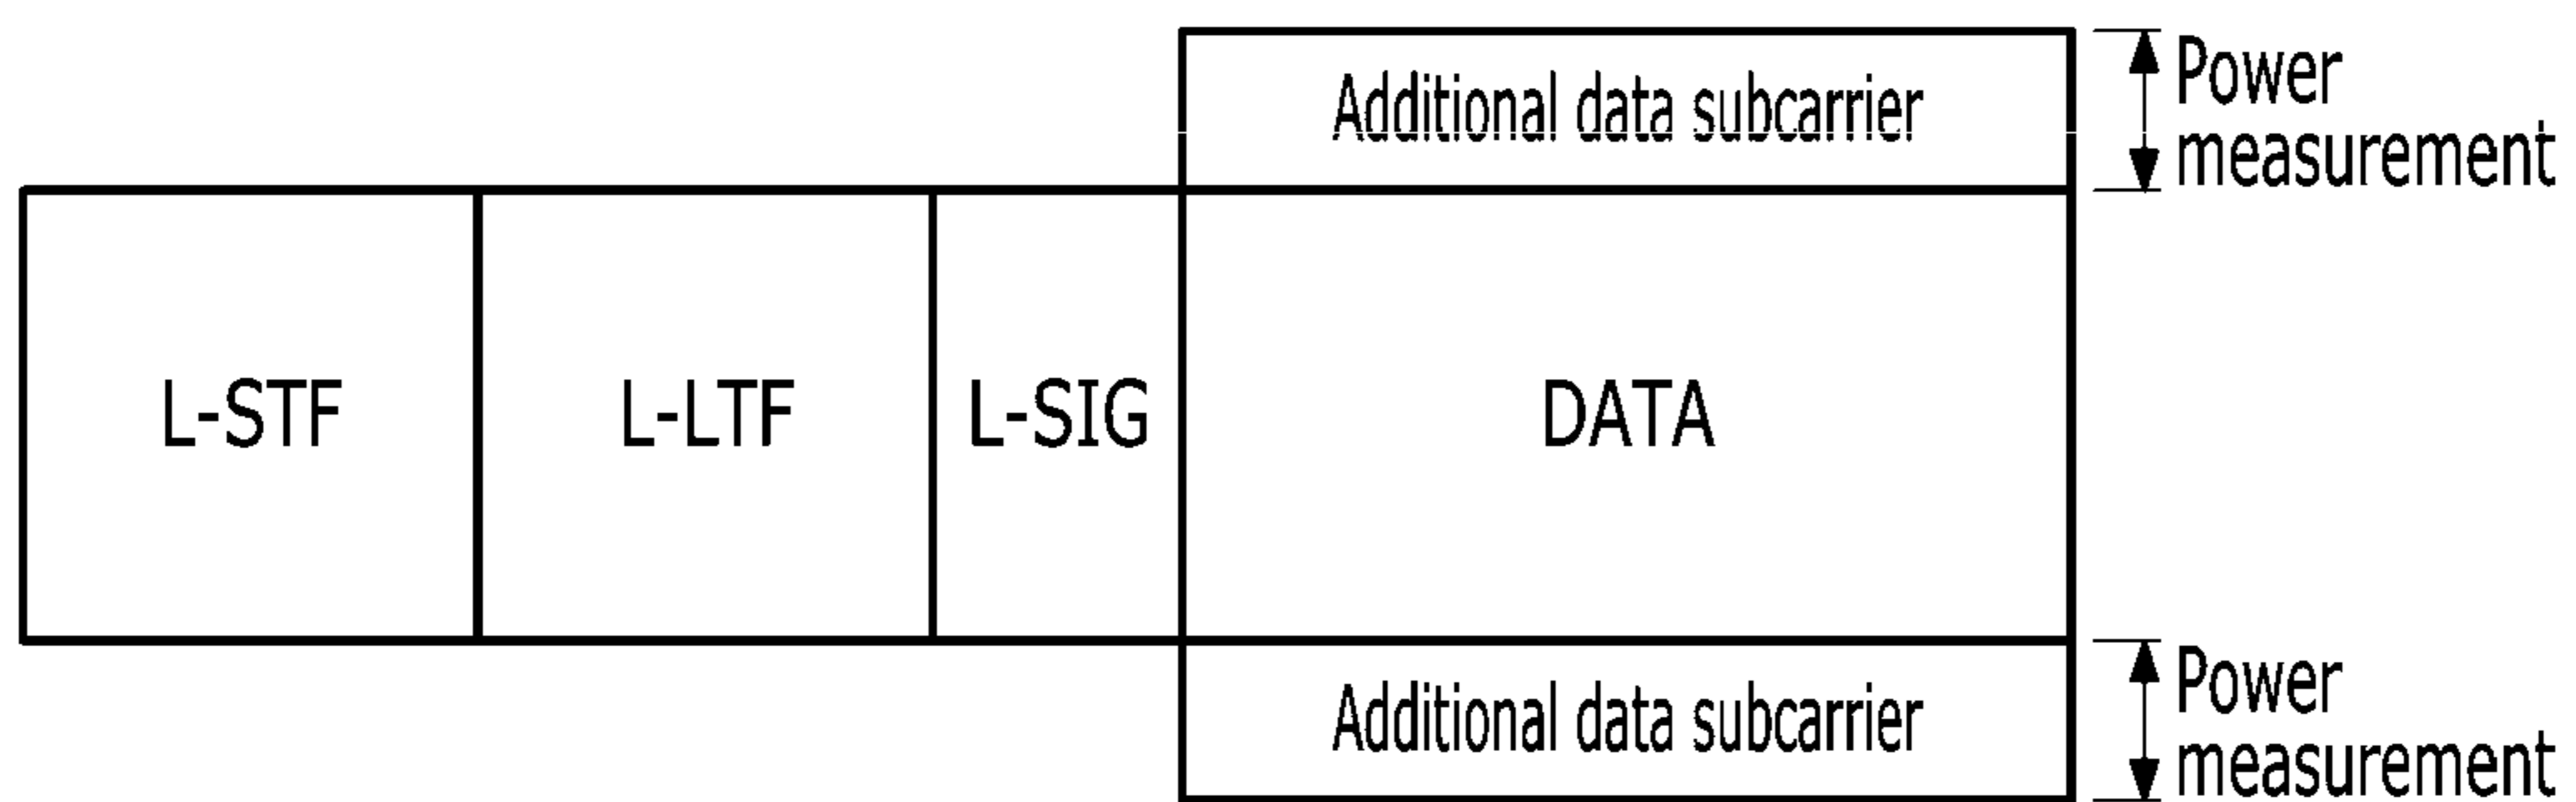 Additional data subcarrier
Power
measurement
L-STF
L-LTF
L-SIG
DATA
Additional data subcarrier
Power
measurement